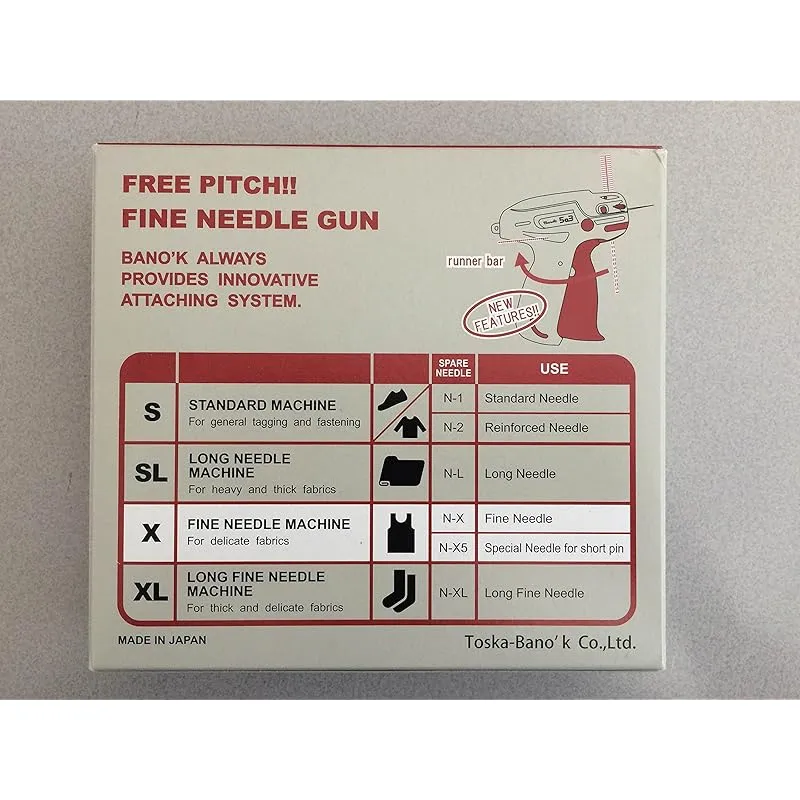 FREE PITCH!!
FINE NEEDLE GUN
BANO'K ALWAYS
PROVIDES INNOVATIVE
ATTACHING SYSTEM.
503
runner bar
NEW
FEATURES!!
SPARE
NEEDLE
USE
S
STANDARD MACHINE
For general tagging and fastening
N-1
Standard Needle
N-2
Reinforced Needle
SL
LONG NEEDLE
MACHINE
For heavy and thick fabrics
N-L
Long Needle
X
FINE NEEDLE MACHINE
For delicate fabrics
N-X
Fine Needle
N-X5
Special Needle for short pin
XL
LONG FINE NEEDLE
MACHINE
For thick and delicate fabrics
N-XL
Long Fine Needle
MADE IN JAPAN
Toska-Bano'k Co.,Ltd.